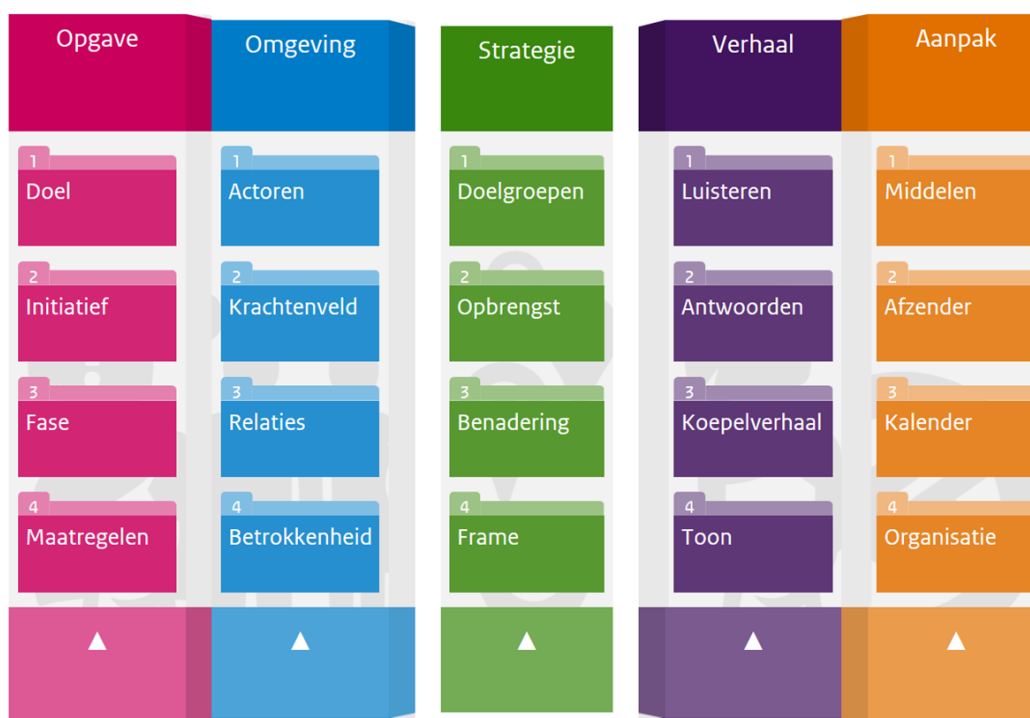 Opgave
1
Doel
2
Initiatief
3
Fase
4
Maatregelen
Omgeving
1
Actoren
2
Krachtenveld
3
Relaties
4
Betrokkenheid
Strategie
1
Doelgroepen
2
Opbrengst
3
Benadering
4
Frame
Verhaal
1
Luisteren
2
Antwoorden
3
Koepelverhaal
4
Toon
Aanpak
1
Middelen
2
Afzender
3
Kalender
4
Organisatie